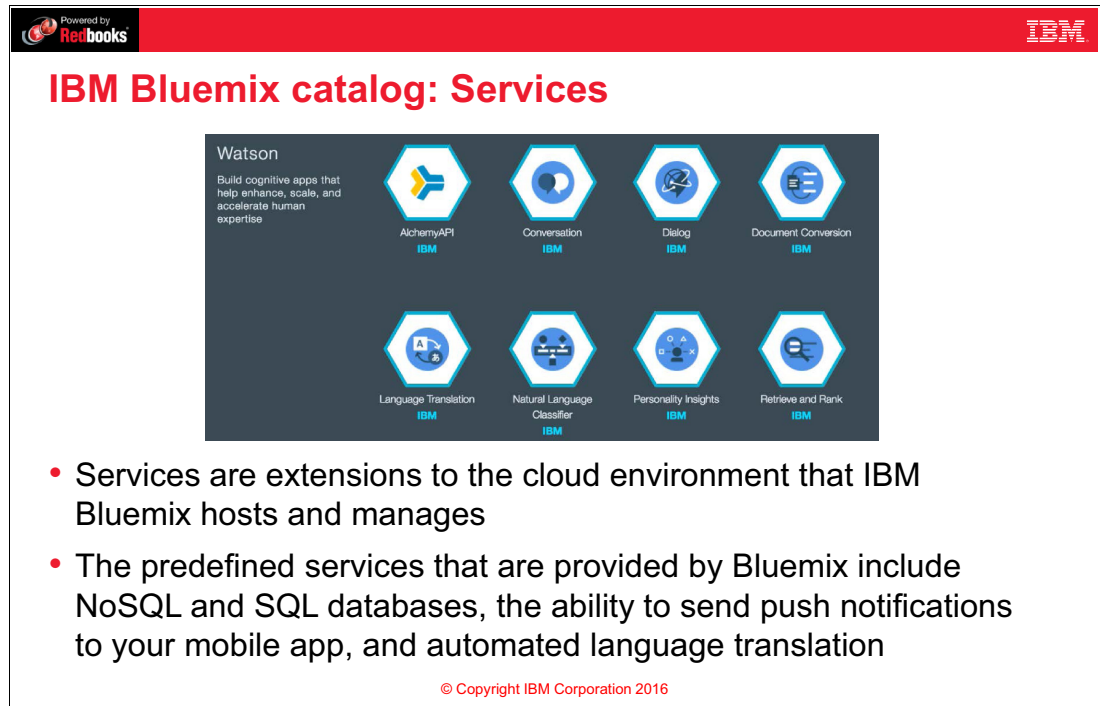 Powered by
Redbooks
IBM
IBM Bluemix catalog: Services
Watson
Build cognitive apps that
help enhance, scale, and
accelerate human
expertise
AlchemyAPI
IBM
Conversation
IBM
Dialog
IBM
Document Conversion
IBM
Language Translation
IBM
Natural Language
Classifier
IBM
Personality Insights
IBM
Retrieve and Rank
IBM
• Services are extensions to the cloud environment that IBM
Bluemix hosts and manages
• The predefined services that are provided by Bluemix include
NoSQL and SQL databases, the ability to send push notifications
to your mobile app, and automated language translation
© Copyright IBM Corporation 2016